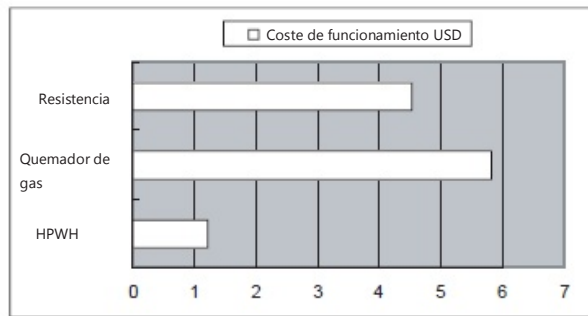 Coste de funcionamiento USD
Resistencia
Quemador de
gas
HPWH
0 1 2 3 4 5 6 7